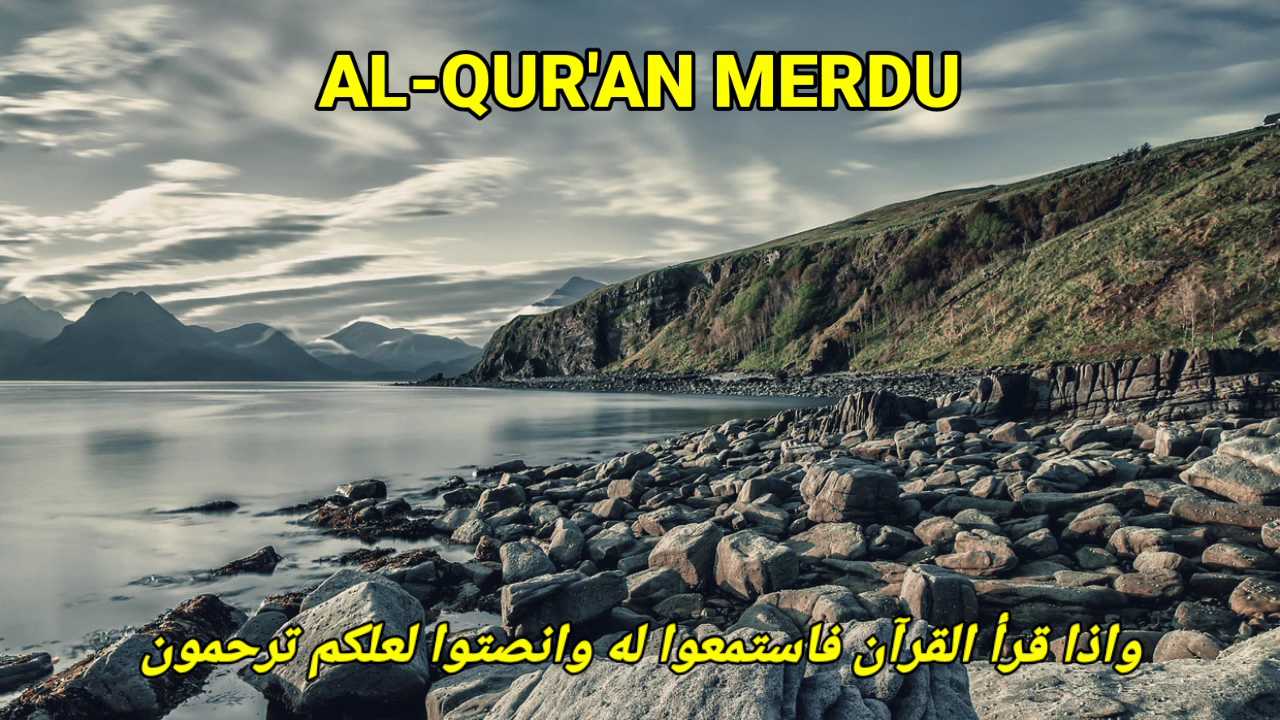 AL-QUR'AN MERDU
واذا قرأ القرآن فاستمعوا له وانصتوا لعلكم ترحمون